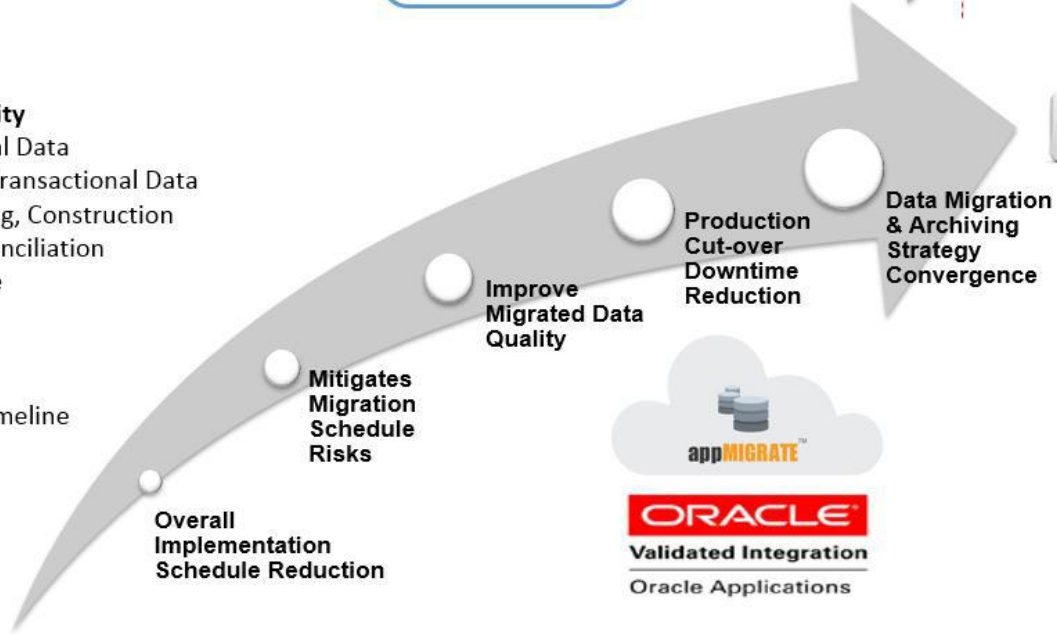 ity
l Data
ransactional Data
g, Construction
nciliation
e
meline
Overall
Implementation
Schedule Reduction
Mitigates
Migration
Schedule
Risks
Improve
Migrated Data
Quality
Production
Cut-over
Downtime
Reduction
Data Migration
& Archiving
Strategy
Convergence
appMIGRATE™
ORACLE®
Validated Integration
Oracle Applications